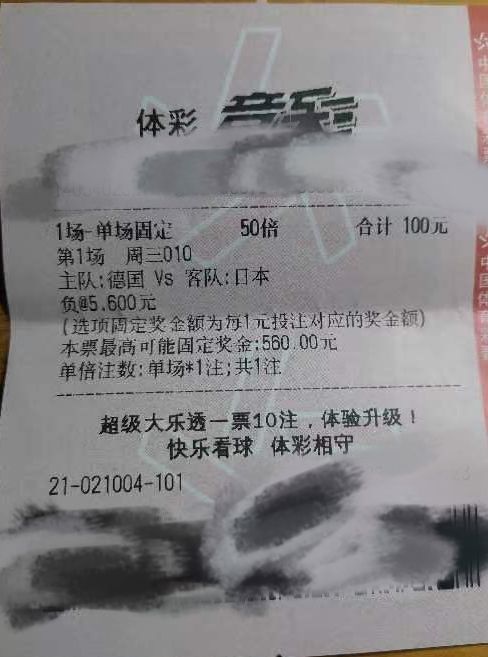 体彩
1场-单场固定 50倍 合计 100元
第1场 周三010
主队:德国 Vs 客队:日本
负@5.600元
(选项固定奖金额为每1元投注对应的奖金额)
本票最高可能固定奖金:560.00元
单倍注数:单场*1注;共1注
超级大乐透一票10注，体验升级！
快乐看球 体彩相守
21-021004-101